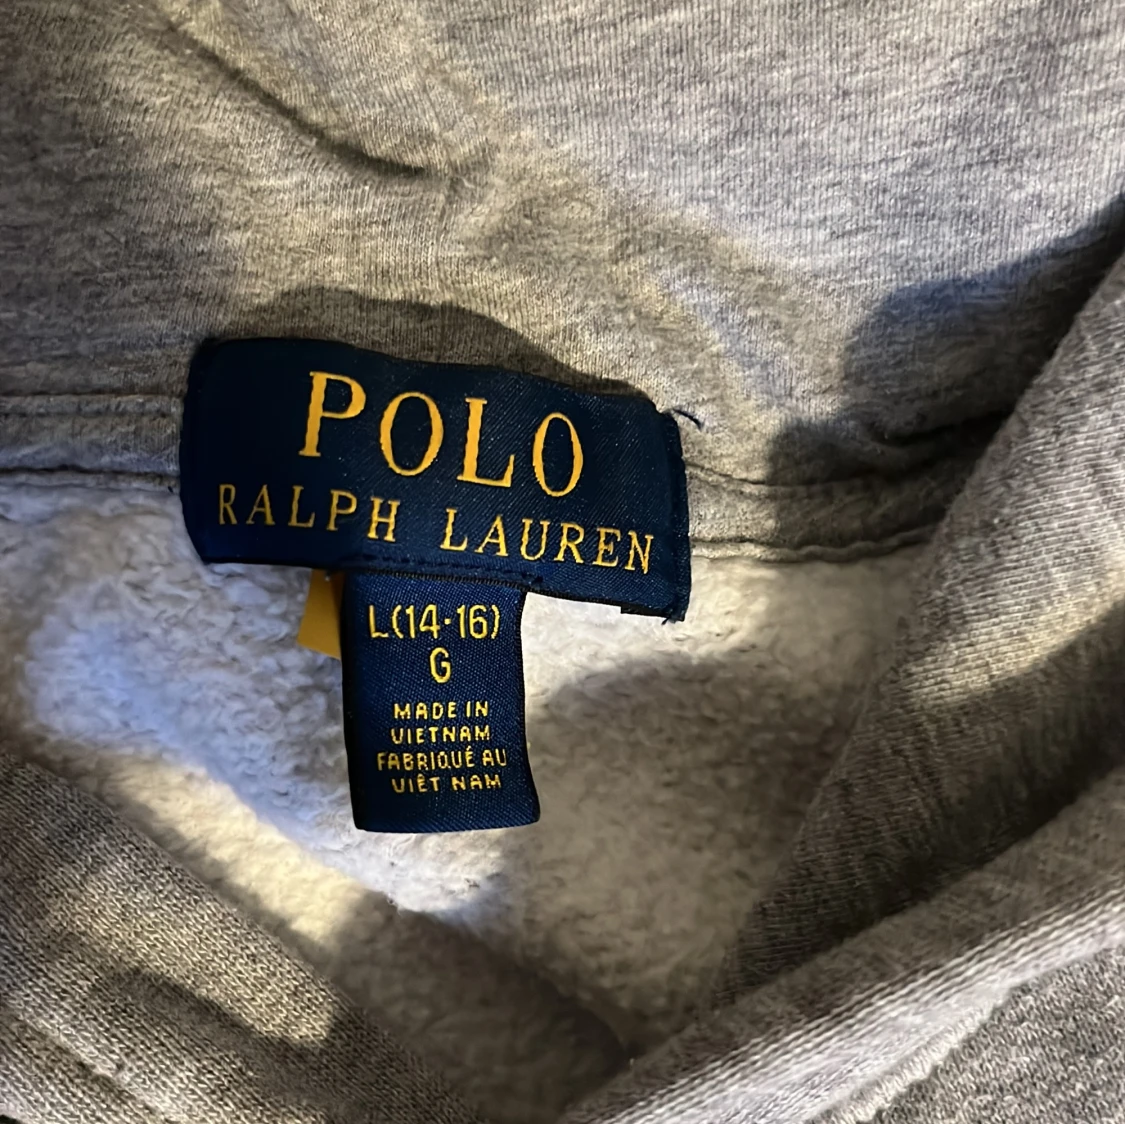 POLO
RALPH LAUREN
L(14-16)
G
MADE IN
VIETNAM
FABRIQUÉ AU
VIÊT NAM